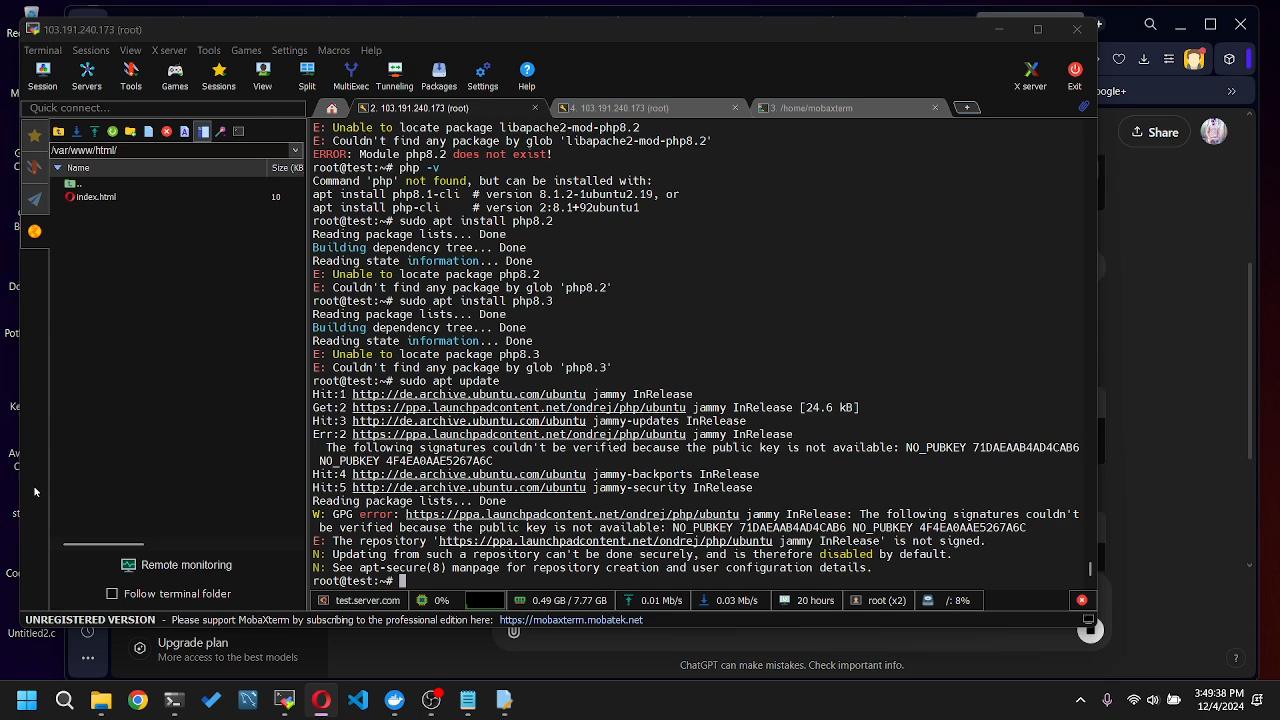 103.191.240.173 (root)
Terminal Sessions View X server Tools Games Settings Macros Help
Session Servers Tools Games Sessions View Split MultiExec Tunneling Packages Settings Help X server Exit
Quick connect...
2. 103.191.240.173 (root)
4. 103.191.240.173 (root)
3. /home/mobaxterm
/var/www/html/
Name Size (KB
..
index.html 10
Remote monitoring
Follow terminal folder
E: Unable to locate package libapache2-mod-php8.2
E: Couldn't find any package by glob 'libapache2-mod-php8.2'
ERROR: Module php8.2 does not exist!
root@test:~# php -v
Command 'php' not found, but can be installed with:
apt install php8.1-cli  # version 8.1.2-1ubuntu2.19, or
apt install php-cli     # version 2:8.1+92ubuntu1
root@test:~# sudo apt install php8.2
Reading package lists... Done
Building dependency tree... Done
Reading state information... Done
E: Unable to locate package php8.2
E: Couldn't find any package by glob 'php8.2'
root@test:~# sudo apt install php8.3
Reading package lists... Done
Building dependency tree... Done
Reading state information... Done
E: Unable to locate package php8.3
E: Couldn't find any package by glob 'php8.3'
root@test:~# sudo apt update
Hit:1 http://de.archive.ubuntu.com/ubuntu jammy InRelease
Get:2 https://ppa.launchpadcontent.net/ondrej/php/ubuntu jammy InRelease [24.6 kB]
Hit:3 http://de.archive.ubuntu.com/ubuntu jammy-updates InRelease
Err:2 https://ppa.launchpadcontent.net/ondrej/php/ubuntu jammy InRelease
The following signatures couldn't be verified because the public key is not available: NO_PUBKEY 71DAEAAB4AD4CAB6
NO_PUBKEY 4F4EA0AAE5267A6C
Hit:4 http://de.archive.ubuntu.com/ubuntu jammy-backports InRelease
Hit:5 http://de.archive.ubuntu.com/ubuntu jammy-security InRelease
Reading package lists... Done
W: GPG error: https://ppa.launchpadcontent.net/ondrej/php/ubuntu jammy InRelease: The following signatures couldn't
be verified because the public key is not available: NO_PUBKEY 71DAEAAB4AD4CAB6 NO_PUBKEY 4F4EA0AAE5267A6C
E: The repository 'https://ppa.launchpadcontent.net/ondrej/php/ubuntu jammy InRelease' is not signed.
N: Updating from such a repository can't be done securely, and is therefore disabled by default.
N: See apt-secure(8) manpage for repository creation and user configuration details.
root@test:~#
test.server.com 0% 0.49 GB / 7.77 GB 0.01 Mb/s 0.03 Mb/s 20 hours root (x2) /: 8%
UNREGISTERED VERSION - Please support MobaXterm by subscribing to the professional edition here: https://mobaxterm.mobatek.net
oogle+
Share
Untitled2.c
Upgrade plan
More access to the best models
ChatGPT can make mistakes. Check important info.
?
3:49:38 PM
12/4/2024